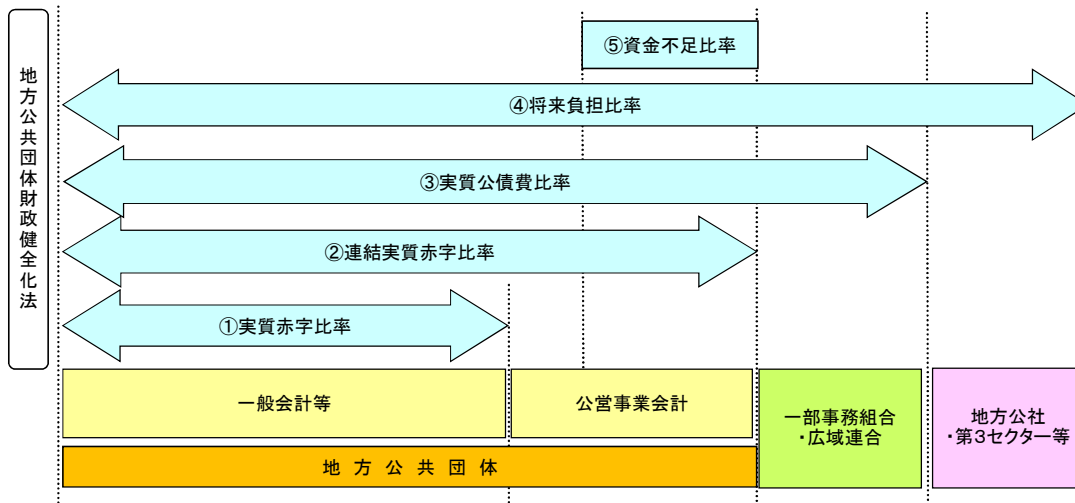 地方公共団体財政健全化法
⑤資金不足比率
④将来負担比率
③実質公債費比率
②連結実質赤字比率
①実質赤字比率
一般会計等
公営事業会計
一部事務組合
・広域連合
地方公社
・第3セクター等
地方公共団体